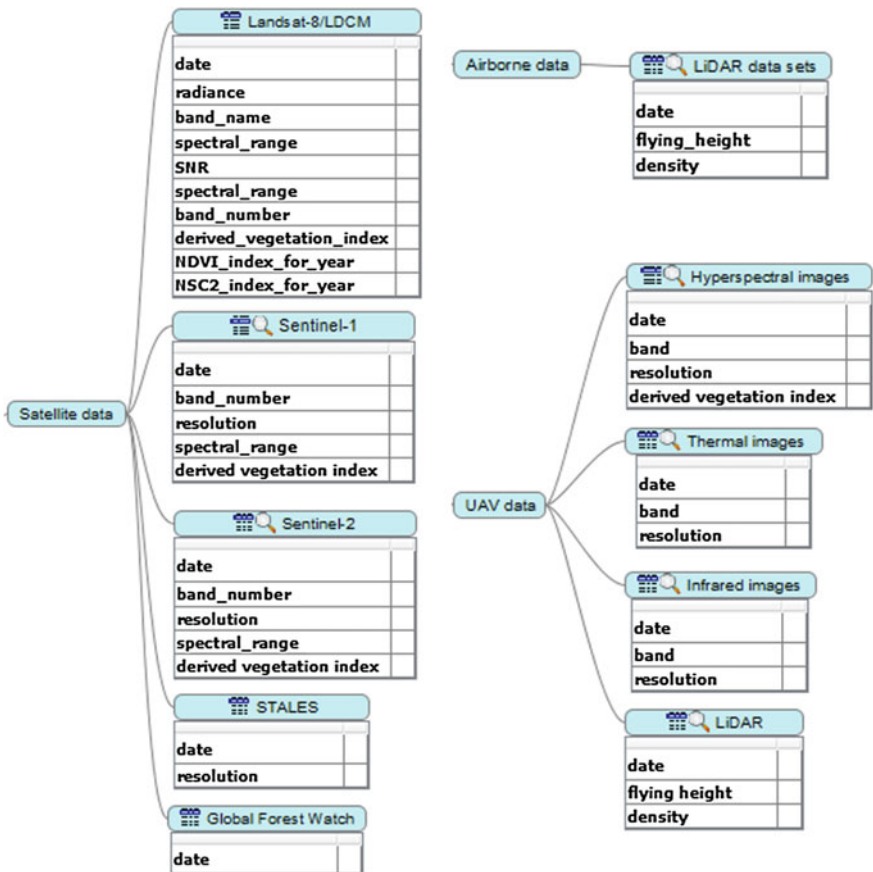 Landsat-8/LDCM
date
radiance
band_name
spectral_range
SNR
spectral_range
band_number
derived_vegetation_index
NDVI_index_for_year
NSC2_index_for_year
Sentinel-1
date
band_number
resolution
spectral_range
derived vegetation index
Satellite data
Sentinel-2
date
band_number
resolution
spectral_range
derived vegetation index
STALES
date
resolution
Global Forest Watch
date
Airborne data
LiDAR data sets
date
flying_height
density
Hyperspectral images
date
band
resolution
derived vegetation index
Thermal images
date
band
resolution
UAV data
Infrared images
date
band
resolution
LiDAR
date
flying height
density